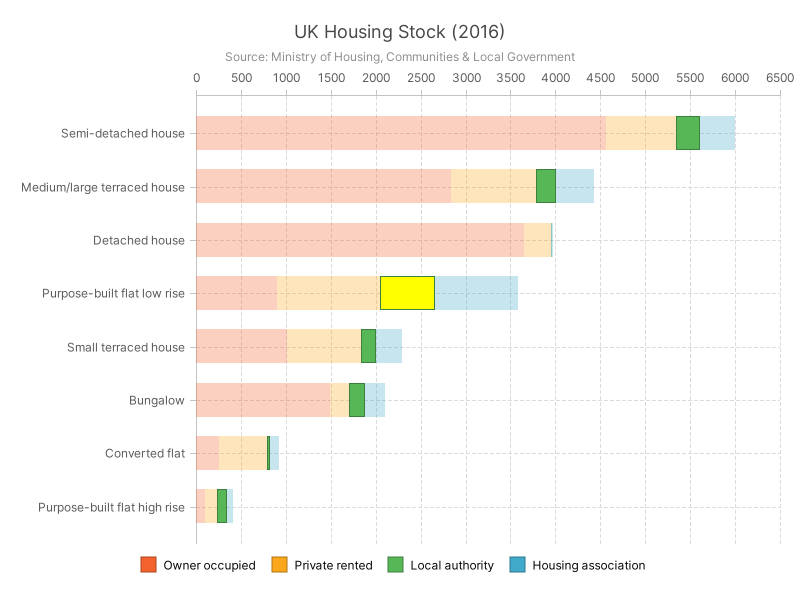 UK Housing Stock (2016)
Source: Ministry of Housing, Communities & Local Government
0 500 1000 1500 2000 2500 3000 3500 4000 4500 5000 5500 6000 6500
Semi-detached house
Medium/large terraced house
Detached house
Purpose-built flat low rise
Small terraced house
Bungalow
Converted flat
Purpose-built flat high rise
Owner occupied Private rented Local authority Housing association